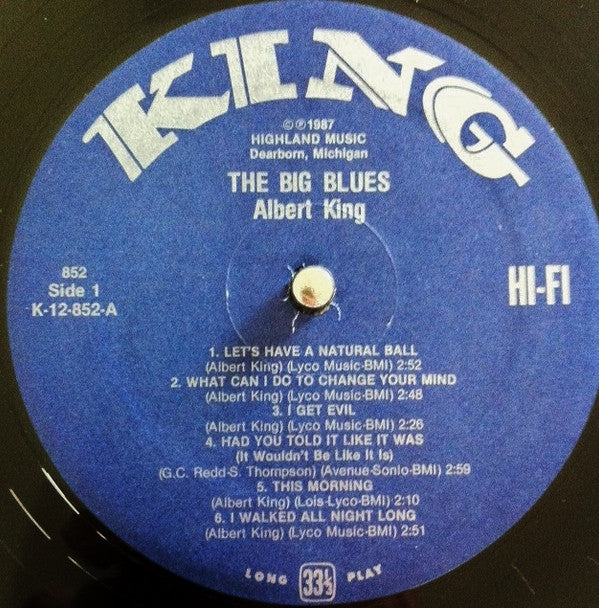 KING
©℗1987
HIGHLAND MUSIC
Dearborn, Michigan
THE BIG BLUES
Albert King
852
Side 1
K-12-852-A
HI-FI
1. LET'S HAVE A NATURAL BALL
(Albert King) (Lyco Music-BMI) 2:52
2. WHAT CAN I DO TO CHANGE YOUR MIND
(Albert King) (Lyco Music-BMI) 2:48
3. I GET EVIL
(Albert King) (Lyco Music-BMI) 2:26
4. HAD YOU TOLD IT LIKE IT WAS
(It Wouldn't Be Like It Is)
(G.C. Redd-S. Thompson) (Avenue-Sonlo-BMI) 2:59
5. THIS MORNING
(Albert King) (Lois-Lyco-BMI) 2:10
6. I WALKED ALL NIGHT LONG
(Albert King) (Lyco Music-BMI) 2:51
LONG 33⅓ PLAY